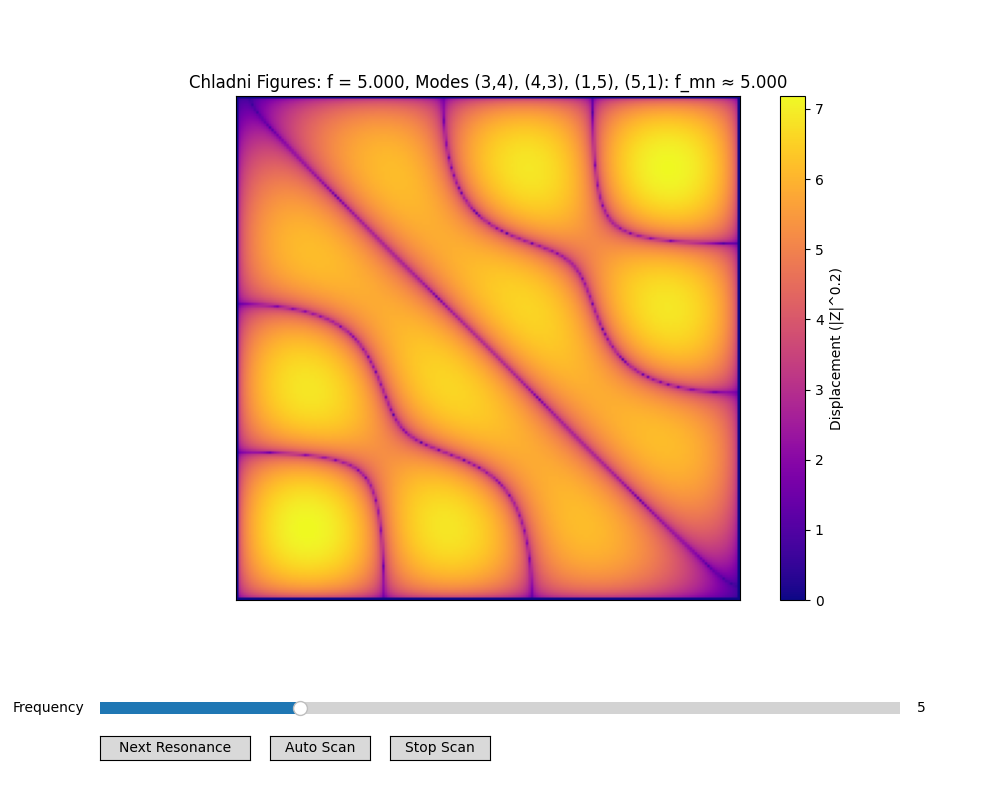 Chladni Figures: f = 5.000, Modes (3,4), (4,3), (1,5), (5,1): f_mn ≈ 5.000
7
6
5
4
3
2
1
0
Displacement (|Z|^0.2)
Frequency
5
Next Resonance
Auto Scan
Stop Scan